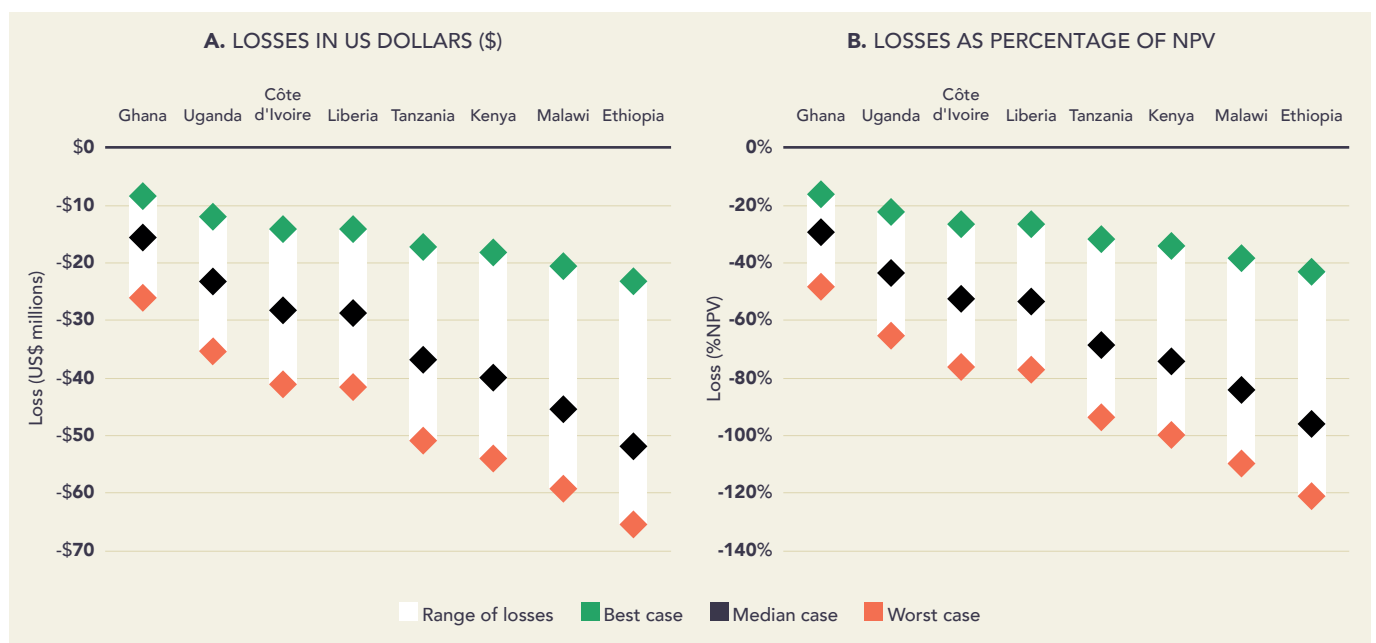 A. LOSSES IN US DOLLARS ($)
Ghana Uganda Côte d'Ivoire Liberia Tanzania Kenya Malawi Ethiopia
$0
-$10
-$20
-$30
-$40
-$50
-$60
-$70
Loss (US$ millions)
B. LOSSES AS PERCENTAGE OF NPV
Ghana Uganda Côte d'Ivoire Liberia Tanzania Kenya Malawi Ethiopia
0%
-20%
-40%
-60%
-80%
-100%
-120%
-140%
Loss (%NPV)
Range of losses Best case Median case Worst case